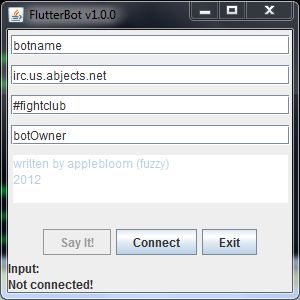 FlutterBot v1.0.0
botname
irc.us.abjects.net
#fightclub
botOwner
written by applebloom (fuzzy)
2012
Say It! Connect Exit
Input:
Not connected!